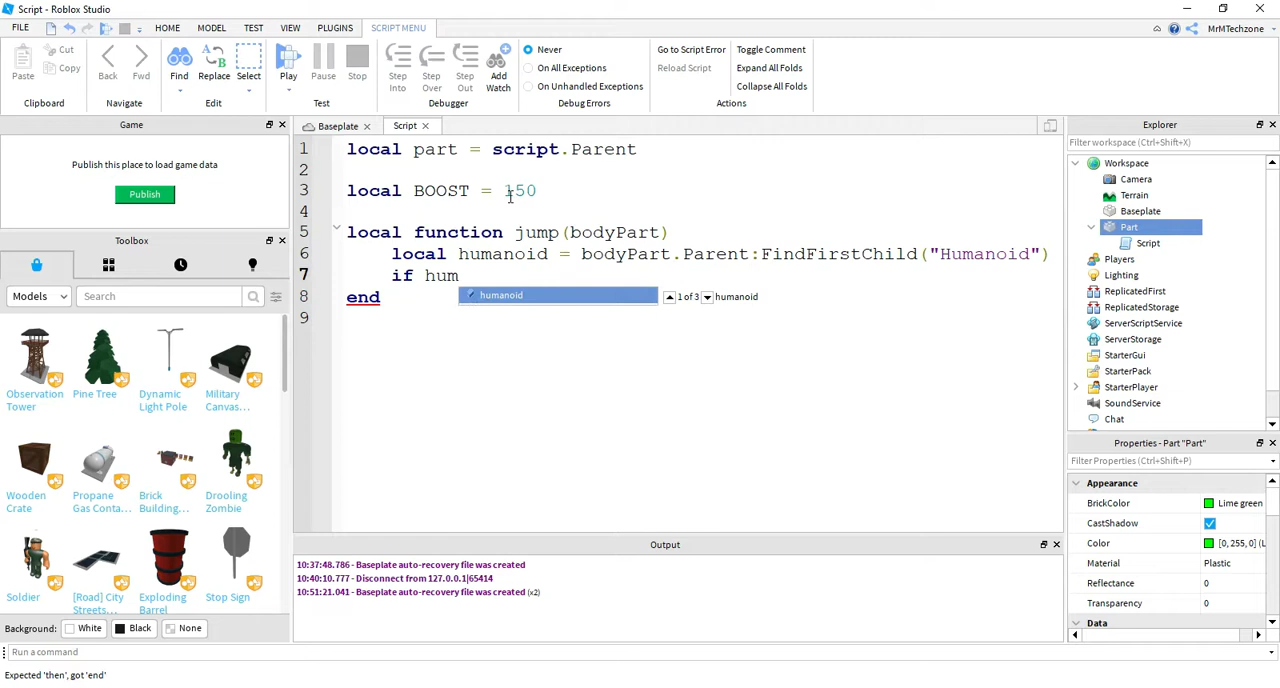 Script - Roblox Studio
FILE HOME MODEL TEST VIEW PLUGINS SCRIPT MENU MrMTechzone
Paste Cut Copy
Clipboard
Back Fwd
Navigate
Find Replace Select
Edit
Play Pause Stop
Test
Step Into Step Over Step Out Add Watch
Debugger
Never
On All Exceptions
On Unhandled Exceptions
Debug Errors
Go to Script Error
Reload Script
Toggle Comment
Expand All Folds
Collapse All Folds
Actions
Game
Publish this place to load game data
Publish
Toolbox
Models Search
Observation Tower
Pine Tree
Dynamic Light Pole
Military Canvas...
Wooden Crate
Propane Gas Conta...
Brick Building...
Drooling Zombie
Soldier
[Road] City Streets...
Exploding Barrel
Stop Sign
Background: White Black None
Baseplate Script
1 local part = script.Parent
2
3 local BOOST = 150
4
5 local function jump(bodyPart)
6 local humanoid = bodyPart.Parent:FindFirstChild("Humanoid")
7 if hum
8 end
9
humanoid 1 of 3 humanoid
Output
10:37:48.786 - Baseplate auto-recovery file was created
10:40:10.777 - Disconnect from 127.0.0.1|65414
10:51:21.041 - Baseplate auto-recovery file was created (x2)
Explorer
Filter workspace (Ctrl+Shift+X)
Workspace
Camera
Terrain
Baseplate
Part
Script
Players
Lighting
ReplicatedFirst
ReplicatedStorage
ServerScriptService
ServerStorage
StarterGui
StarterPack
StarterPlayer
SoundService
Chat
Properties - Part "Part"
Filter Properties (Ctrl+Shift+P)
Appearance
BrickColor Lime green
CastShadow
Color [0, 255, 0] (L
Material Plastic
Reflectance 0
Transparency 0
Data
Run a command
Expected 'then', got 'end'